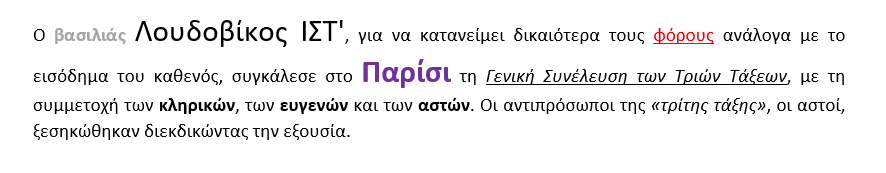 Ο βασιλιάς Λουδοβίκος ΙΣΤ', για να κατανείμει δικαιότερα τους φόρους ανάλογα με το
εισόδημα του καθενός, συγκάλεσε στο Παρίσι τη Γενική Συνέλευση των Τριών Τάξεων, με τη
συμμετοχή των κληρικών, των ευγενών και των αστών. Οι αντιπρόσωποι της «τρίτης τάξης», οι αστοί,
ξεσηκώθηκαν διεκδικώντας την εξουσία.